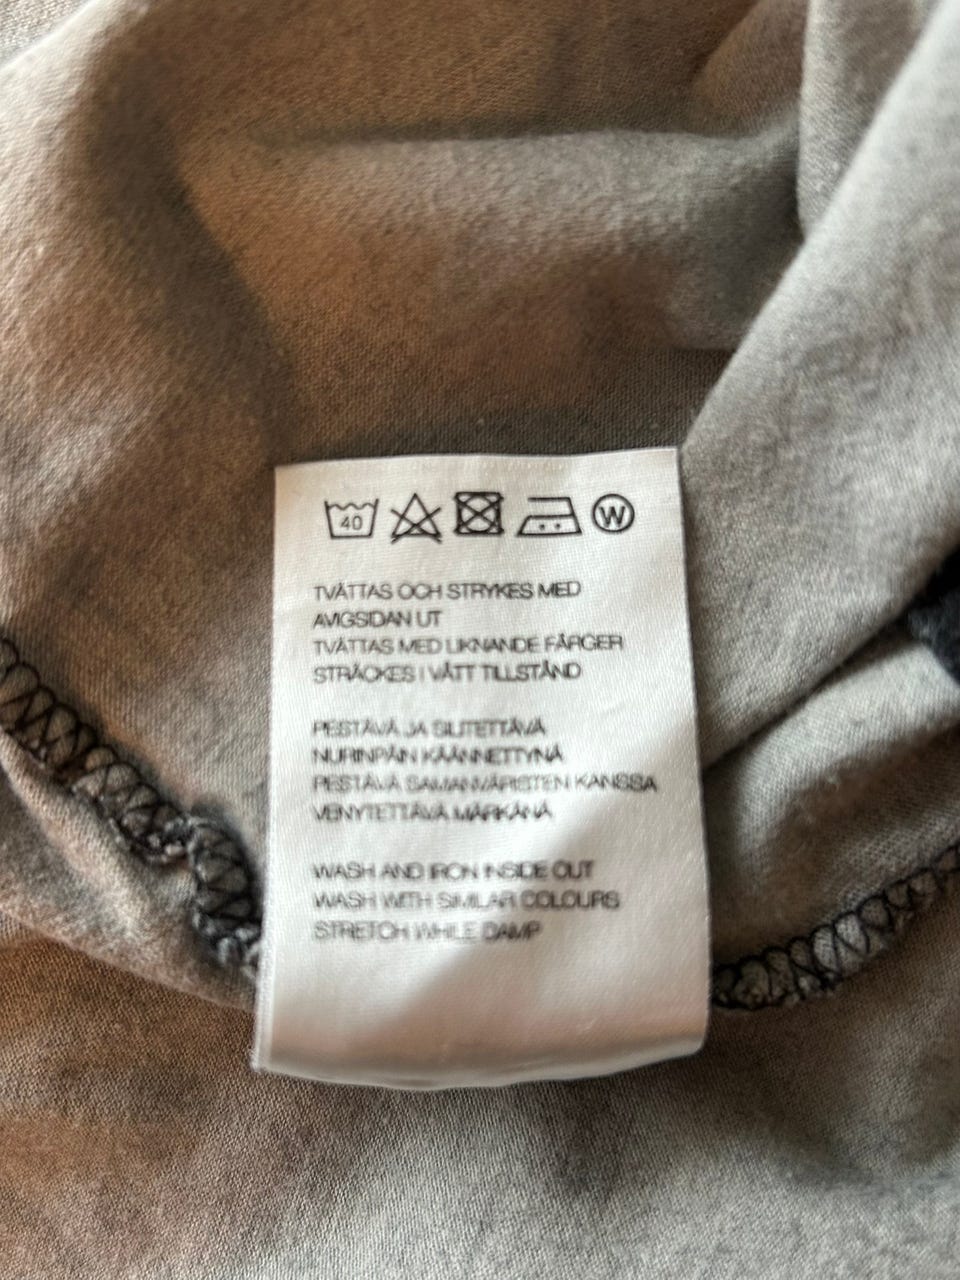 40 W
TVÄTTAS OCH STRYKES MED
AVIGSIDAN UT
TVÄTTAS MED LIKNANDE FÄRGER
STRÄCKES I VÅTT TILLSTÅND
PESTÄVÄ JA SILITETTÄVÄ
NURINPÄIN KÄÄNNETTYNÄ
PESTÄVÄ SAMANVÄRISTEN KANSSA
VENYTETTÄVÄ MÄRKÄNÄ
WASH AND IRON INSIDE OUT
WASH WITH SIMILAR COLOURS
STRETCH WHILE DAMP